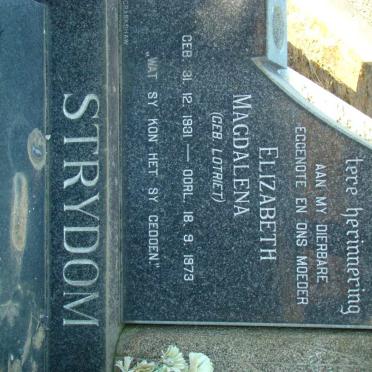 tere herinnering
AAN MY DIERBARE
EGGENOTE EN ONS MOEDER
ELIZABETH
MAGDALENA
(GEB LOTRIET)
GEB. 31. 12. 1931 — OORL. 18. 9. 1973
„WAT SY KON HET SY GEDOEN."
STRYDOM